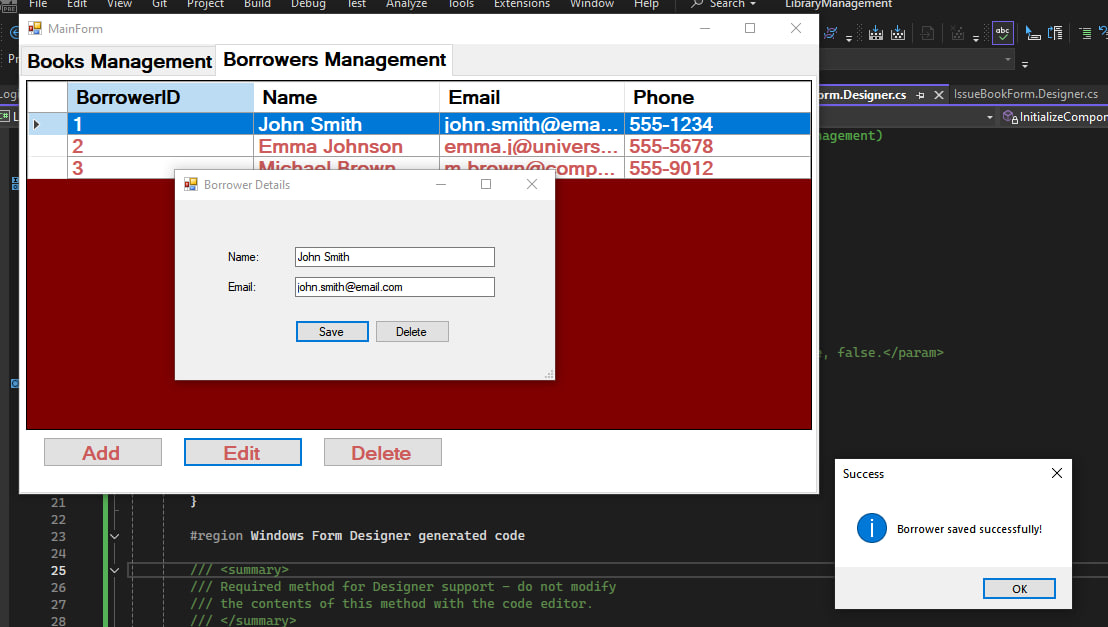 File Edit View Git Project Build Debug Test Analyze Tools Extensions Window Help Search LibraryManagement
MainForm
Books Management Borrowers Management
BorrowerID Name Email Phone
1 John Smith john.smith@ema... 555-1234
2 Emma Johnson emma.j@univers... 555-5678
3 Michael Brown m.brown@comp... 555-9012
Borrower Details
Name: John Smith
Email: john.smith@email.com
Save Delete
Add Edit Delete
abc
orm.Designer.cs IssueBookForm.Designer.cs
InitializeCompon
nagement)
, false.</param>
Success
Borrower saved successfully!
OK
21 }
22
23 #region Windows Form Designer generated code
24
25 /// <summary>
26 /// Required method for Designer support - do not modify
27 /// the contents of this method with the code editor.
28 /// </summary>